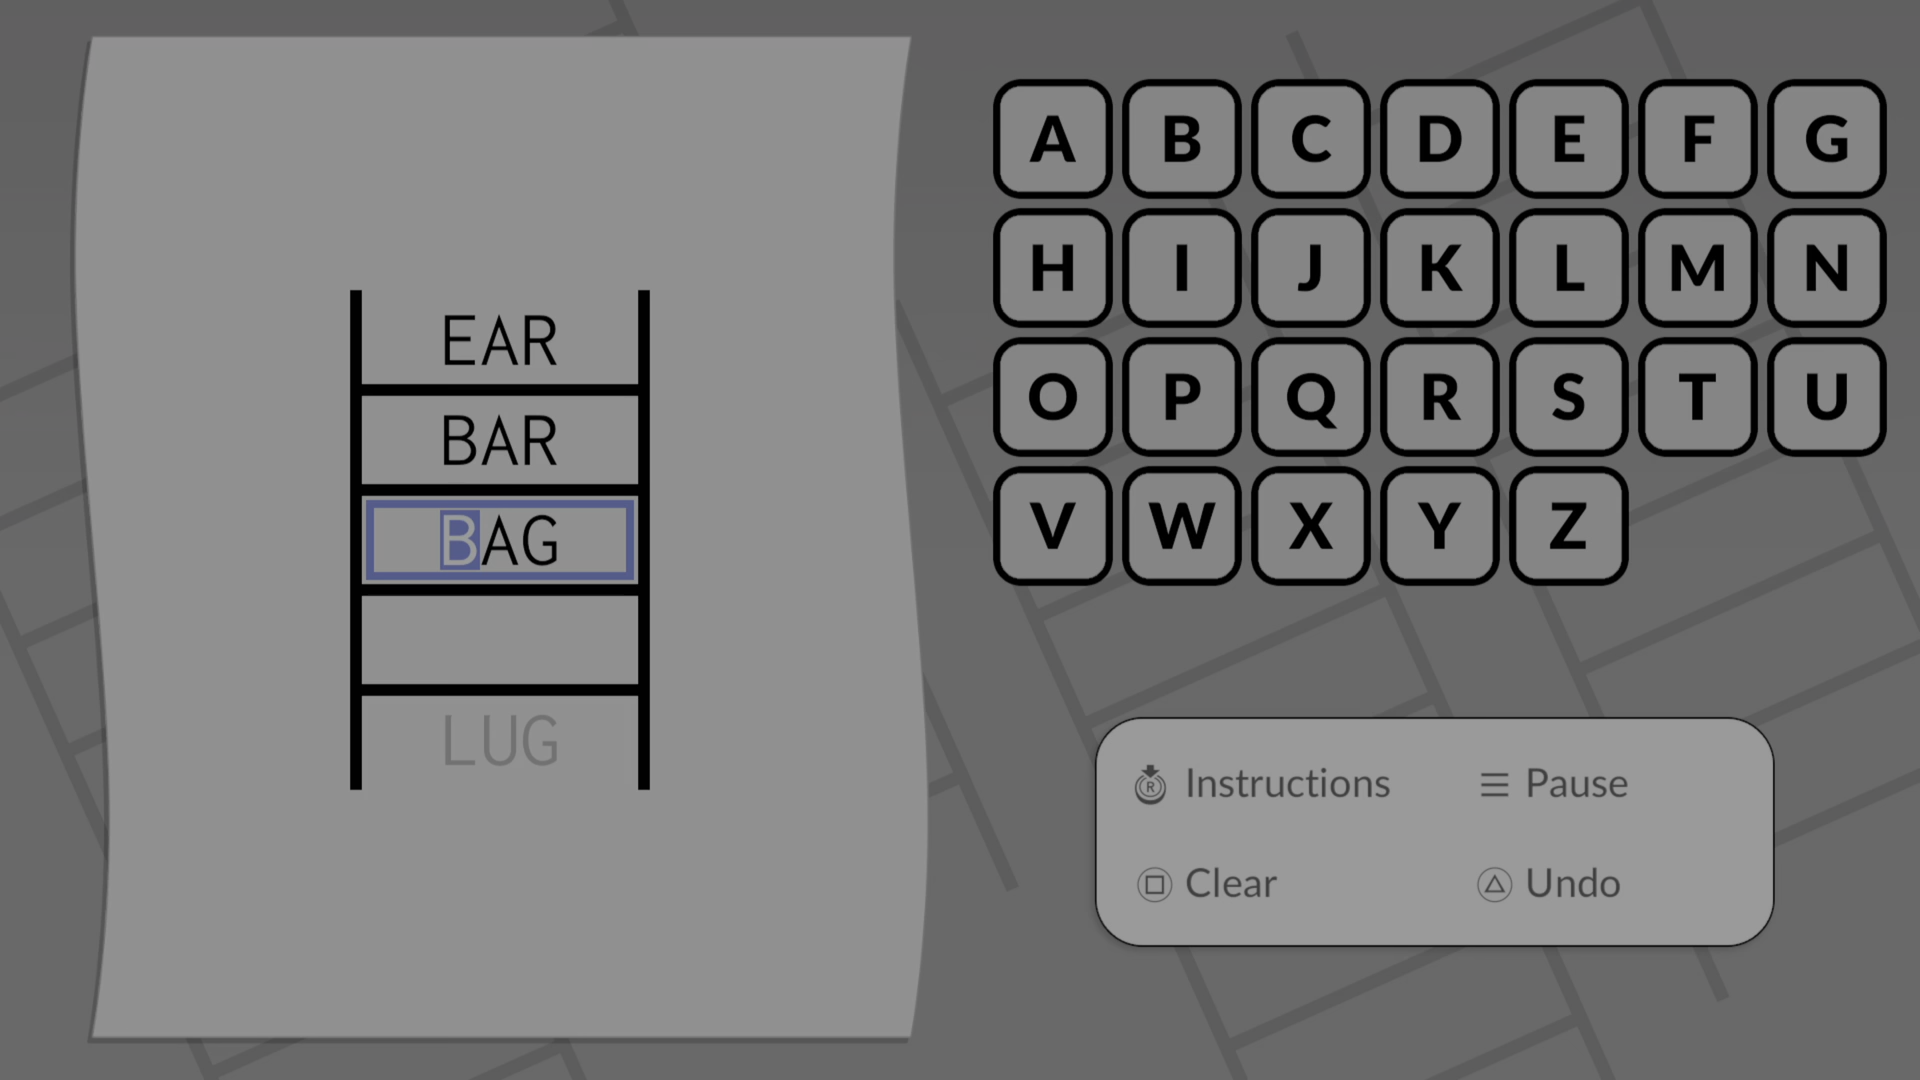 EAR
BAR
BAG
LUG
A B C D E F G
H I J K L M N
O P Q R S T U
V W X Y Z
R Instructions
Pause
Clear
Undo